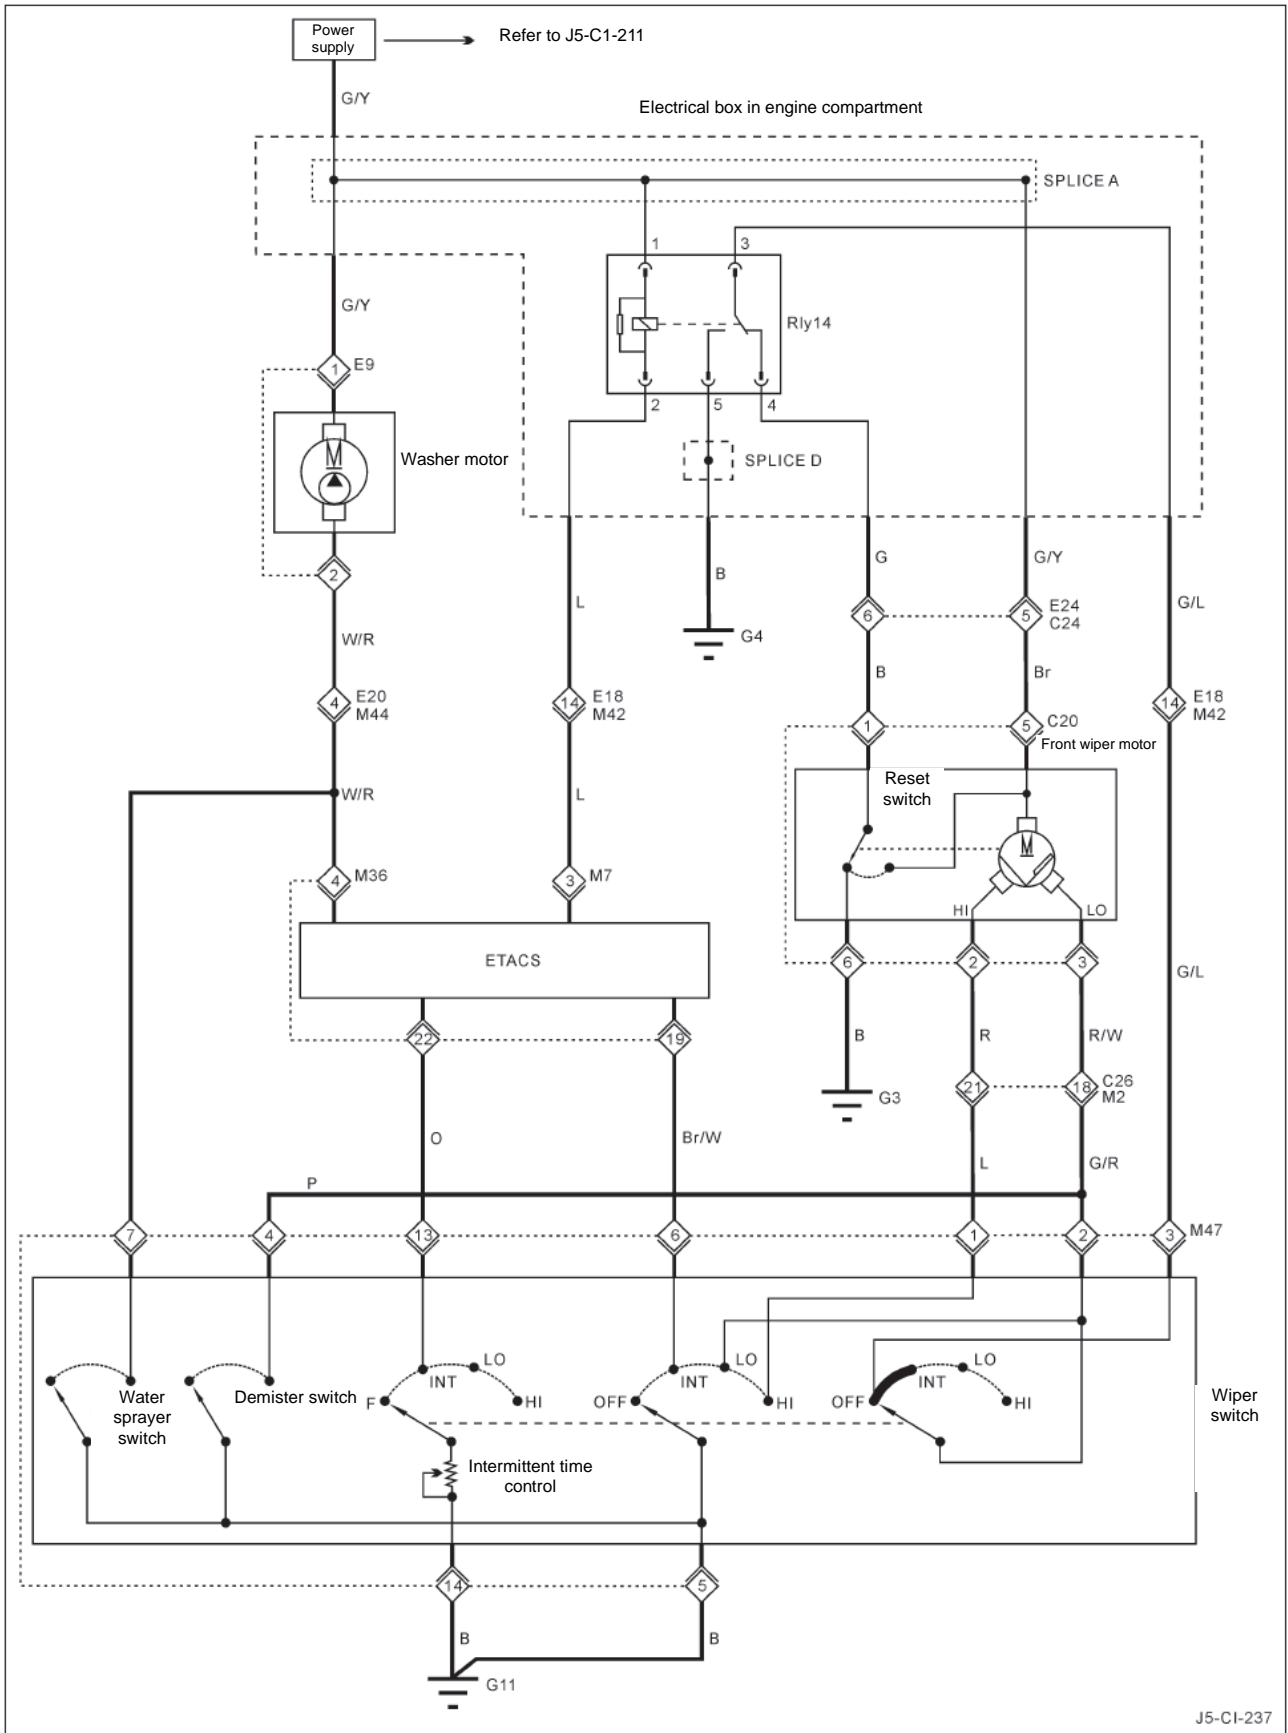 Power
supply
Refer to J5-C1-211
G/Y
Electrical box in engine compartment
SPLICE A
1
3
G/Y
Rly14
1
E9
2
5
4
Washer motor
SPLICE D
M
2
G
G/Y
B
L
G/L
6
5
E24
C24
G4
W/R
B
Br
4
E20
M44
14
E18
M42
14
E18
M42
1
5
C20
Front wiper motor
Reset
switch
W/R
L
M
4
M36
3
M7
HI
LO
ETACS
6
2
3
G/L
22
19
B
R
R/W
21
18
C26
M2
G3
O
Br/W
L
G/R
P
7
4
13
6
1
2
3
M47
LO
LO
LO
INT
INT
INT
Water
sprayer
switch
Demister switch
F
HI
OFF
HI
OFF
HI
Wiper
switch
Intermittent time
control
14
5
B
B
G11
J5-CI-237